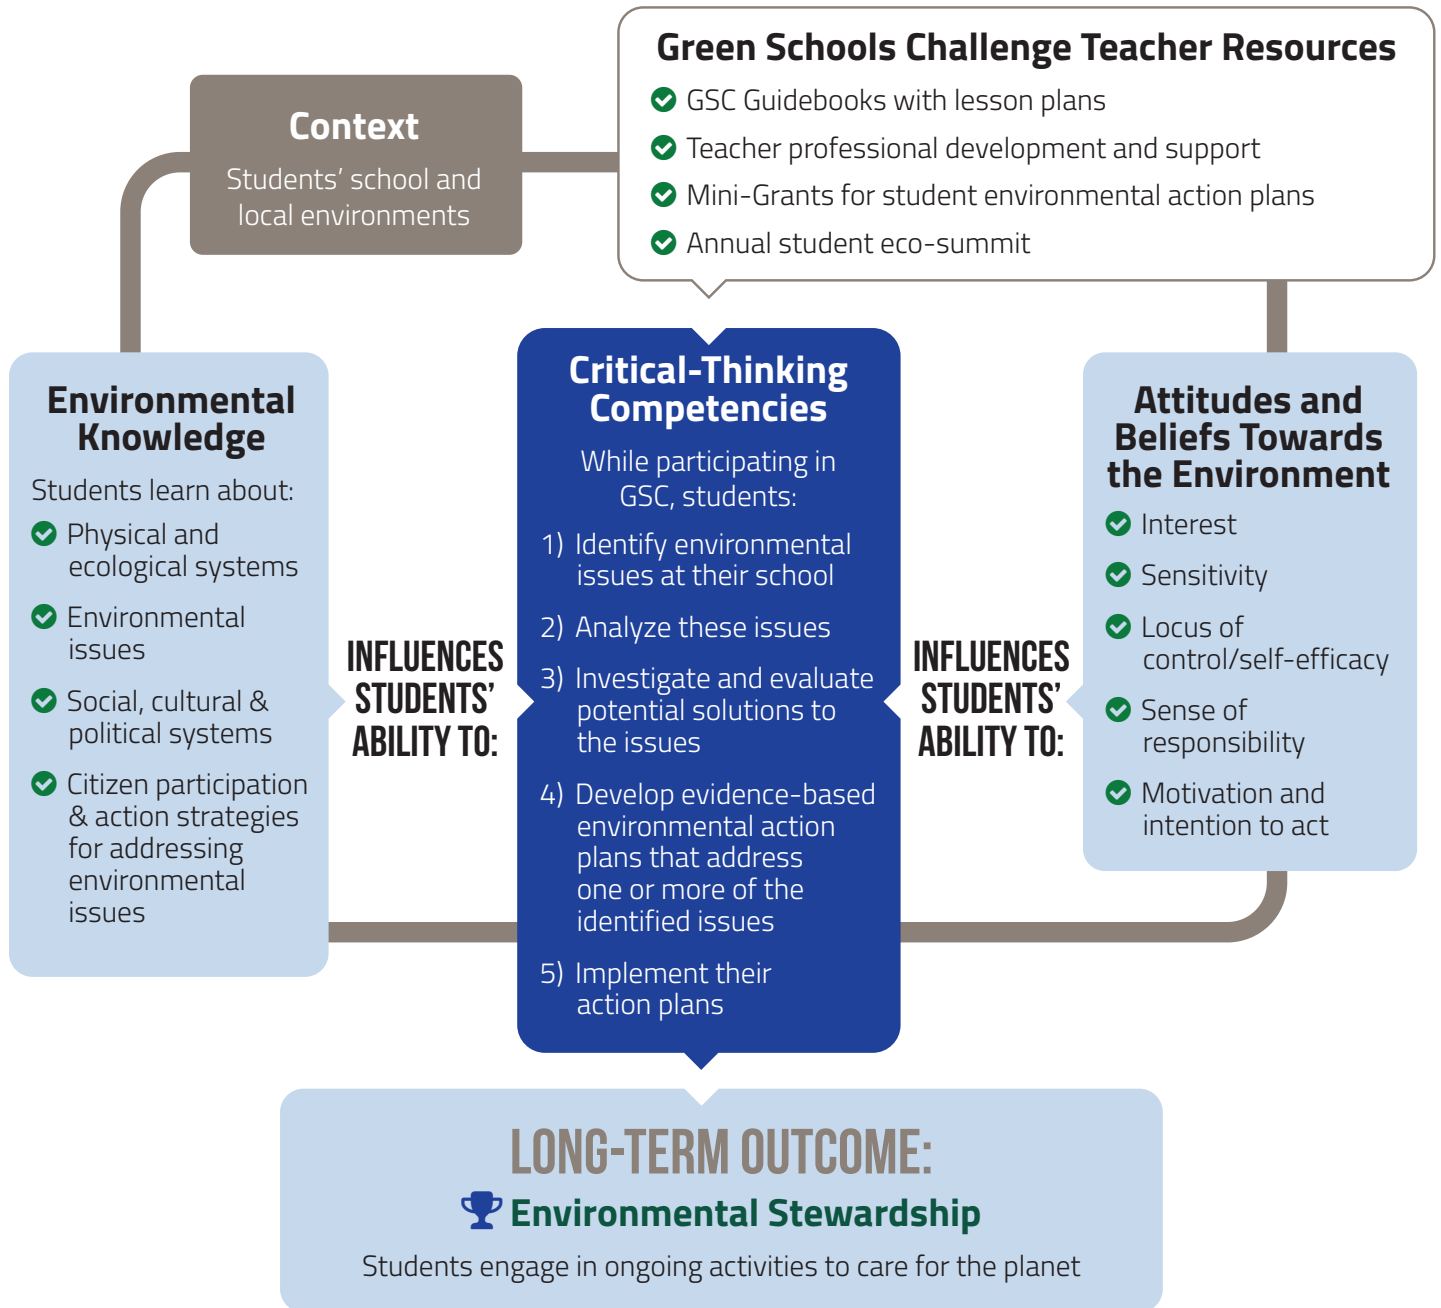 Green Schools Challenge Teacher Resources
GSC Guidebooks with lesson plans
Teacher professional development and support
Mini-Grants for student environmental action plans
Annual student eco-summit
Context
Students’ school and
local environments
Environmental
Knowledge
Students learn about:
Physical and
ecological systems
Environmental
issues
Social, cultural &
political systems
Citizen participation
& action strategies
for addressing
environmental
issues
INFLUENCES
STUDENTS’
ABILITY TO:
Critical-Thinking
Competencies
While participating in
GSC, students:
1) Identify environmental
issues at their school
2) Analyze these issues
3) Investigate and evaluate
potential solutions to
the issues
4) Develop evidence-based
environmental action
plans that address
one or more of the
identified issues
5) Implement their
action plans
INFLUENCES
STUDENTS’
ABILITY TO:
Attitudes and
Beliefs Towards
the Environment
Interest
Sensitivity
Locus of
control/self-efficacy
Sense of
responsibility
Motivation and
intention to act
LONG-TERM OUTCOME:
Environmental Stewardship
Students engage in ongoing activities to care for the planet